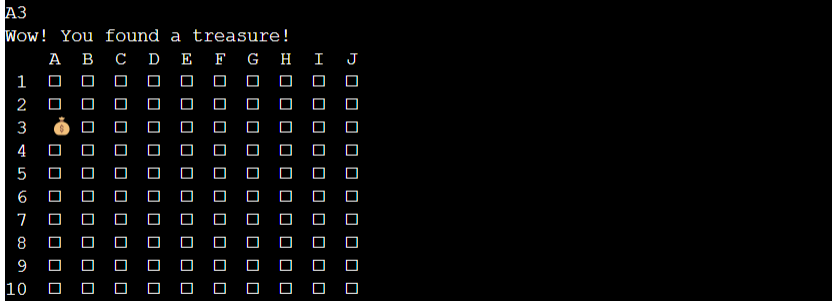 A3
Wow! You found a treasure!
A B C D E F G H I J
1 □ □ □ □ □ □ □ □ □ □
2 □ □ □ □ □ □ □ □ □ □
3 💰 □ □ □ □ □ □ □ □ □
4 □ □ □ □ □ □ □ □ □ □
5 □ □ □ □ □ □ □ □ □ □
6 □ □ □ □ □ □ □ □ □ □
7 □ □ □ □ □ □ □ □ □ □
8 □ □ □ □ □ □ □ □ □ □
9 □ □ □ □ □ □ □ □ □ □
10 □ □ □ □ □ □ □ □ □ □